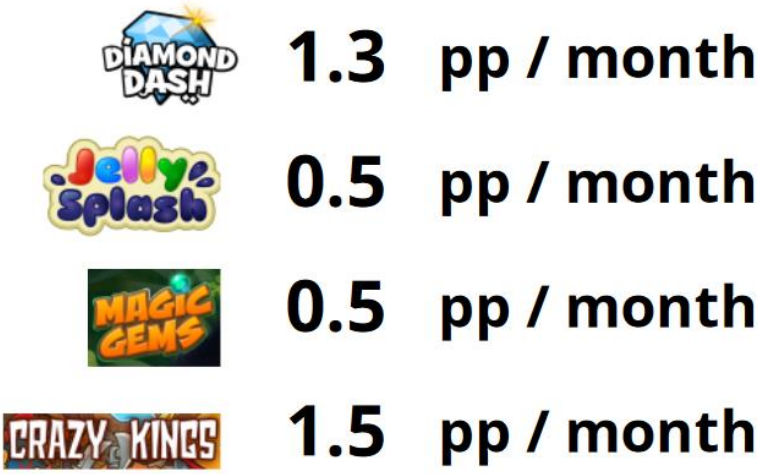 DIAMOND
DASH
1.3 pp / month
Jelly
Splash
0.5 pp / month
MAGIC
GEMS
0.5 pp / month
CRAZY KINGS
1.5 pp / month